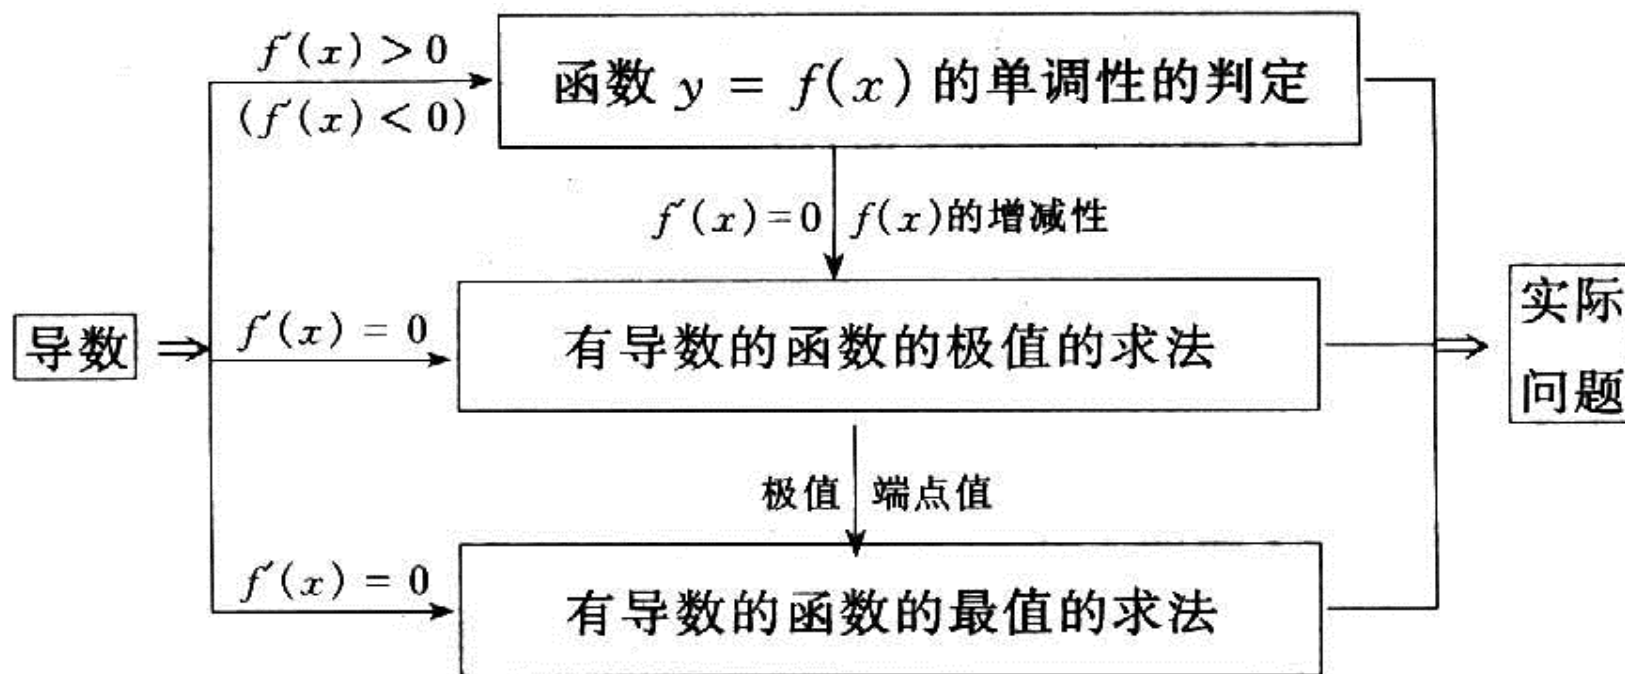 f′(x)>0
(f′(x)<0)
函数 y = f(x) 的单调性的判定
f′(x)=0 f(x)的增减性
导数
f′(x) = 0
有导数的函数的极值的求法
实际
问题
极值 端点值
f′(x) = 0
有导数的函数的最值的求法